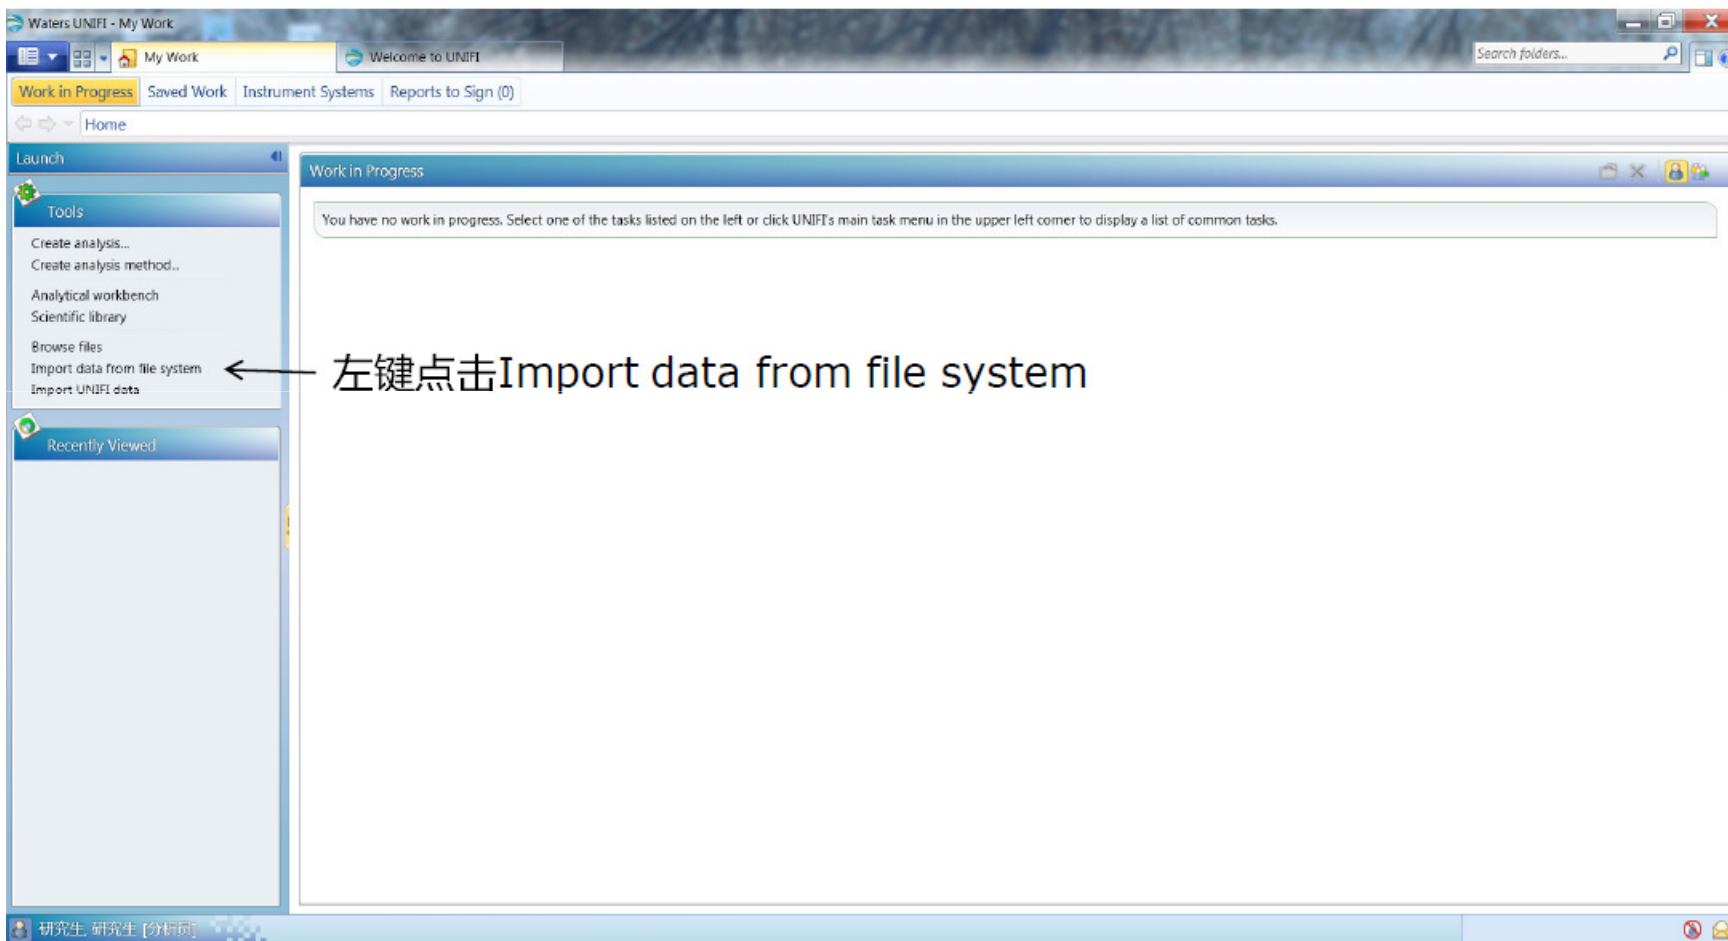 Waters UNIFI - My Work
My Work
Welcome to UNIFI
Search folders...
Work in Progress
Saved Work
Instrument Systems
Reports to Sign (0)
Home
Launch
Tools
Create analysis...
Create analysis method...
Analytical workbench
Scientific library
Browse files
Import data from file system
Import UNIFI data
Recently Viewed
Work in Progress
You have no work in progress. Select one of the tasks listed on the left or click UNIFI's main task menu in the upper left corner to display a list of common tasks.
左键点击Import data from file system
研究生, 研究生 [分析员]